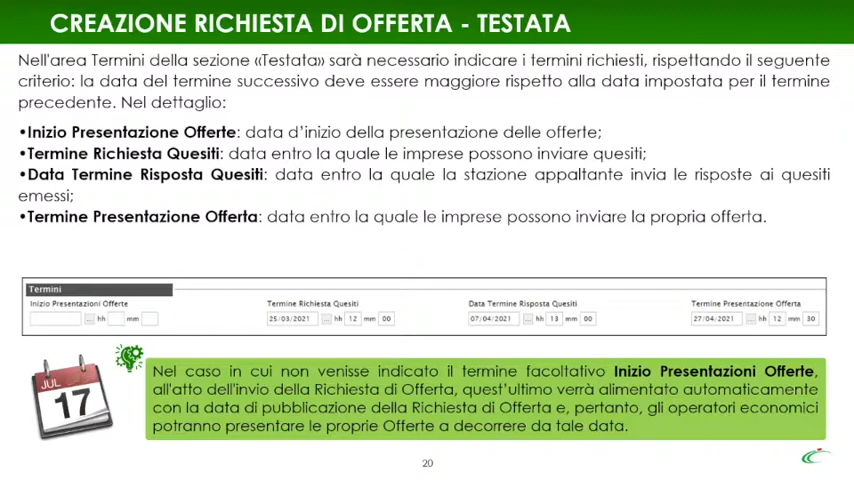 CREAZIONE RICHIESTA DI OFFERTA - TESTATA
Nell'area Termini della sezione «Testata» sarà necessario indicare i termini richiesti, rispettando il seguente
criterio: la data del termine successivo deve essere maggiore rispetto alla data impostata per il termine
precedente. Nel dettaglio:
•Inizio Presentazione Offerte: data d'inizio della presentazione delle offerte;
•Termine Richiesta Quesiti: data entro la quale le imprese possono inviare quesiti;
•Data Termine Risposta Quesiti: data entro la quale la stazione appaltante invia le risposte ai quesiti
emessi;
•Termine Presentazione Offerta: data entro la quale le imprese possono inviare la propria offerta.
Termini
Inizio Presentazioni Offerte Termine Richiesta Quesiti Data Termine Risposta Quesiti Termine Presentazione Offerta
... hh mm 25/03/2021 ... hh 12 mm 00 07/04/2021 ... hh 13 mm 00 27/04/2021 ... hh 12 mm 30
JUL
17
Nel caso in cui non venisse indicato il termine facoltativo Inizio Presentazioni Offerte,
all'atto dell'invio della Richiesta di Offerta, quest'ultimo verrà alimentato automaticamente
con la data di pubblicazione della Richiesta di Offerta e, pertanto, gli operatori economici
potranno presentare le proprie Offerte a decorrere da tale data.
20